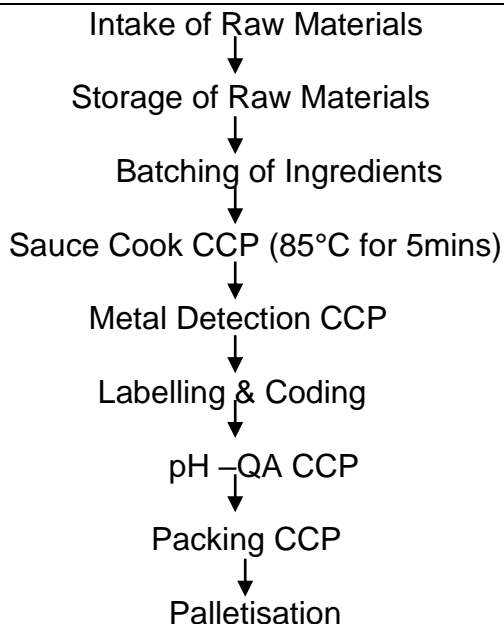 Intake of Raw Materials
Storage of Raw Materials
Batching of Ingredients
Sauce Cook CCP (85°C for 5mins)
Metal Detection CCP
Labelling & Coding
pH –QA CCP
Packing CCP
Palletisation